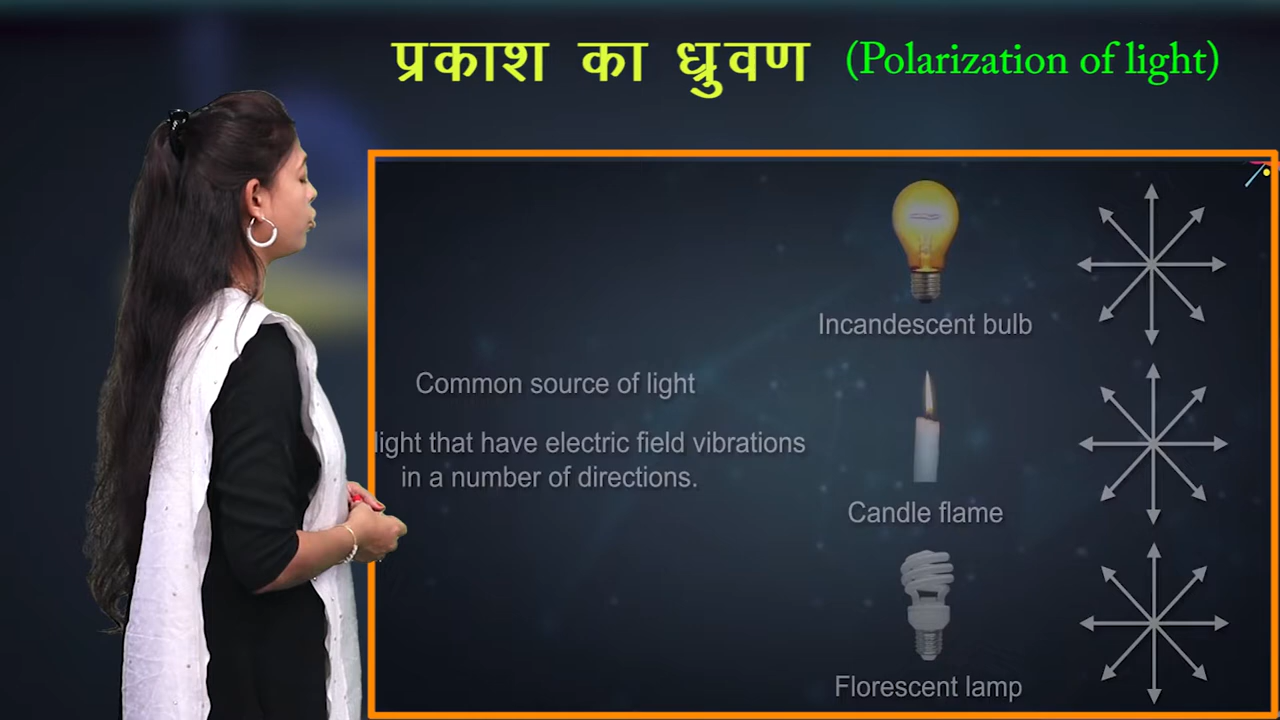 प्रकाश का ध्रुवण (Polarization of light)
Incandescent bulb
Common source of light
light that have electric field vibrations
in a number of directions.
Candle flame
Florescent lamp